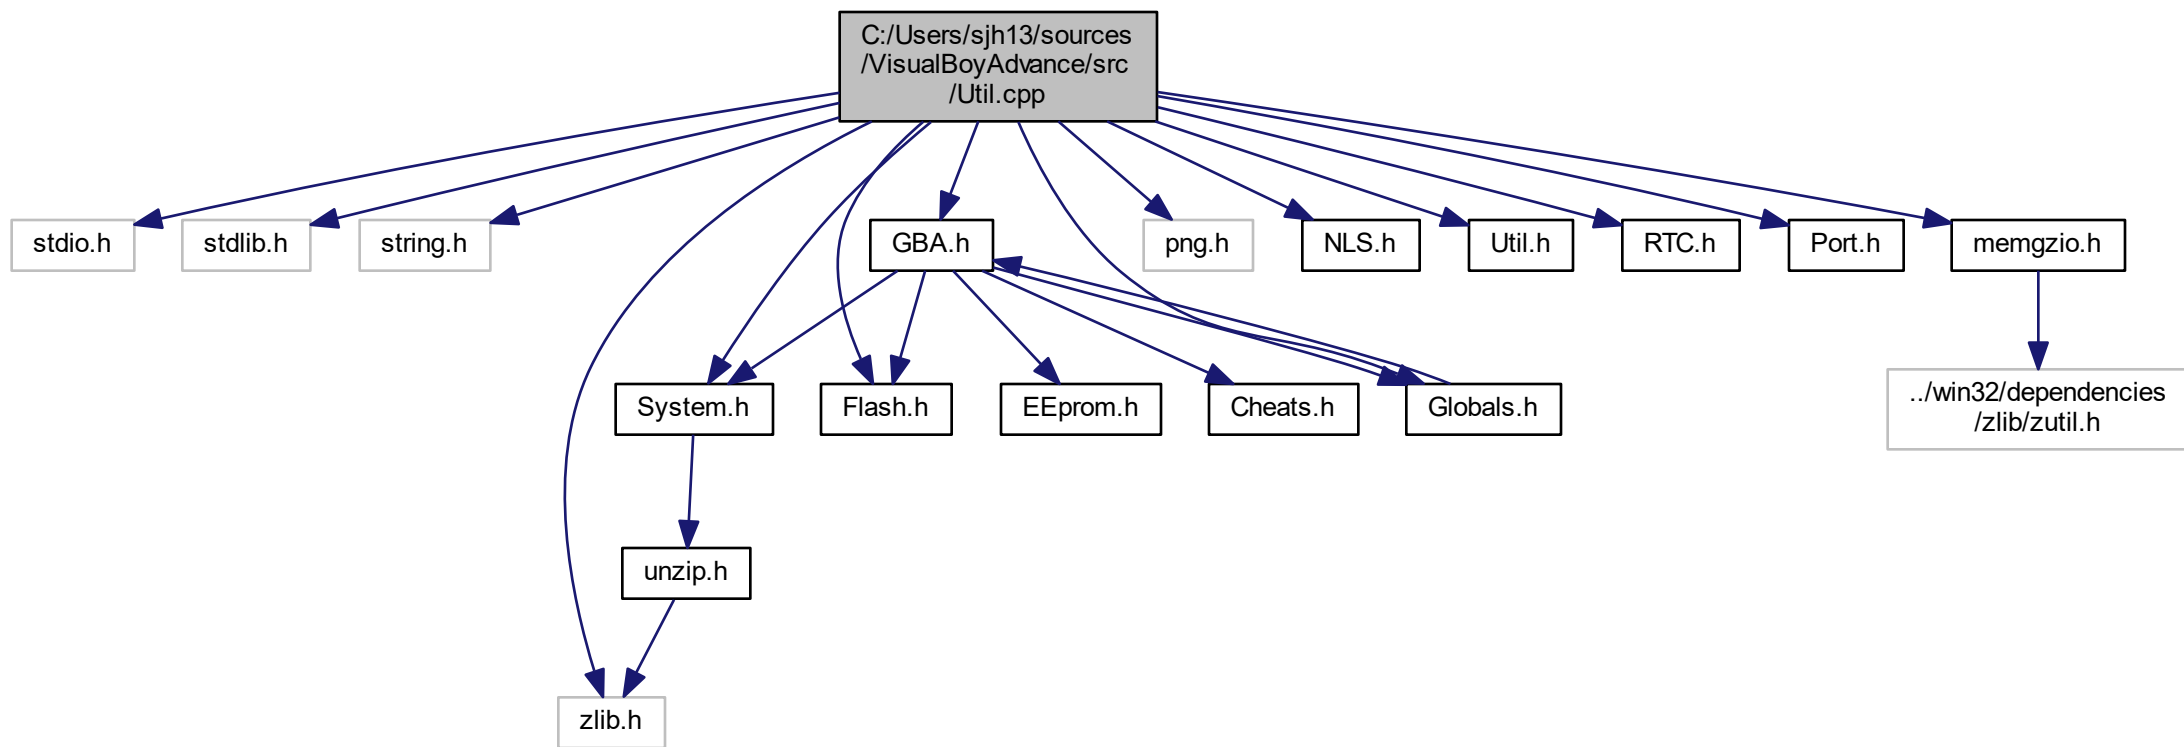 C:/Users/sjh13/sources
/VisualBoyAdvance/src
/Util.cpp
stdio.h
stdlib.h
string.h
GBA.h
png.h
NLS.h
Util.h
RTC.h
Port.h
memgzio.h
System.h
Flash.h
EEprom.h
Cheats.h
Globals.h
../win32/dependencies
/zlib/zutil.h
unzip.h
zlib.h